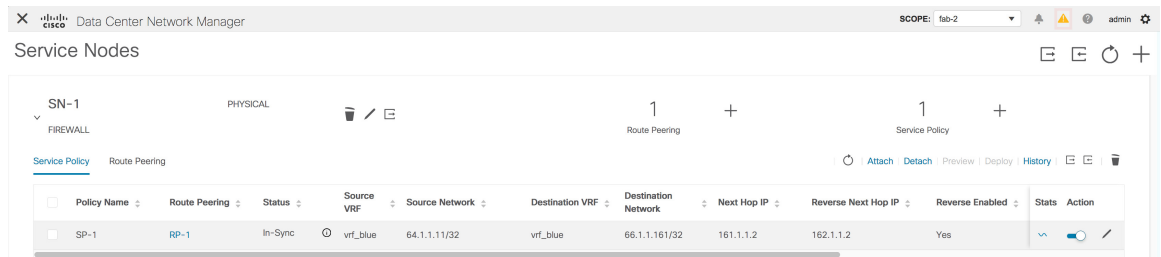 CISCO Data Center Network Manager SCOPE: fab-2 admin
Service Nodes
SN-1 PHYSICAL 1 1
FIREWALL Route Peering Service Policy
Service Policy Route Peering Attach Detach Preview Deploy History
Policy Name Route Peering Status Source VRF Source Network Destination VRF Destination Network Next Hop IP Reverse Next Hop IP Reverse Enabled Stats Action
SP-1 RP-1 In-Sync vrf_blue 64.1.1.11/32 vrf_blue 66.1.1.161/32 161.1.1.2 162.1.1.2 Yes